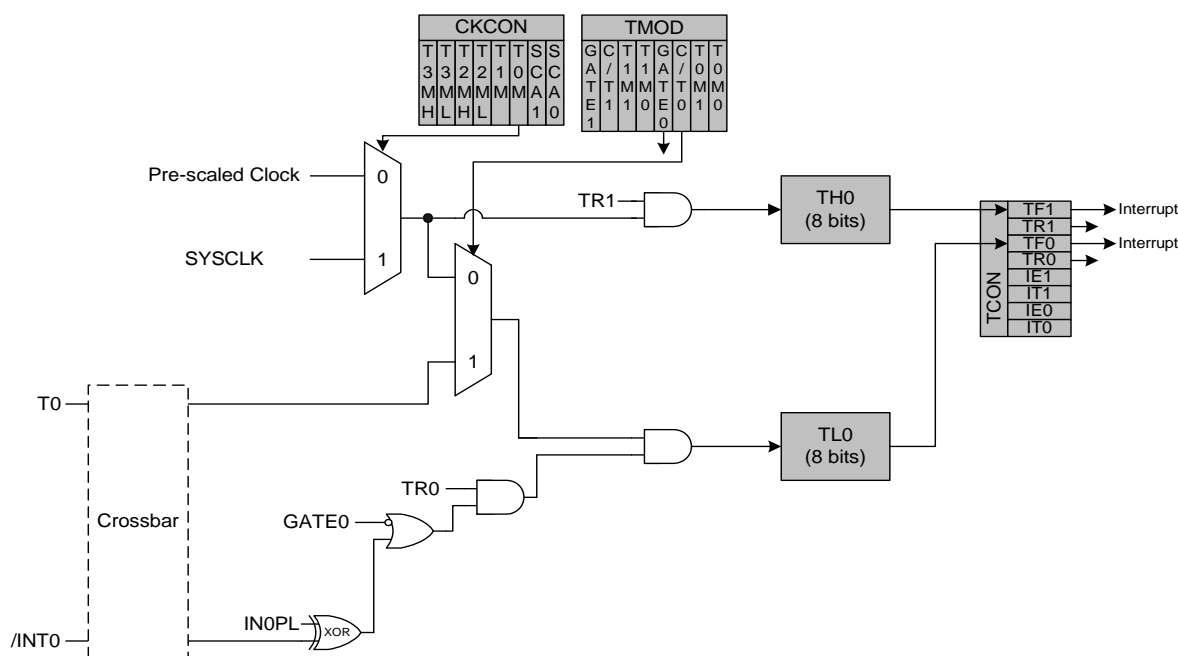 CKCON
T3MH
T3ML
T2MH
T2ML
T1M
T0M
SCA1
SCA0
TMOD
GATE1
C/T1
T1M1
T1M0
GATE0
C/T0
T0M1
T0M0
Pre-scaled Clock
0
SYSCLK
1
TR1
TH0
(8 bits)
TCON
TF1
TR1
TF0
TR0
IE1
IT1
IE0
IT0
Interrupt
Interrupt
0
1
T0
Crossbar
TL0
(8 bits)
TR0
GATE0
IN0PL
XOR
/INT0